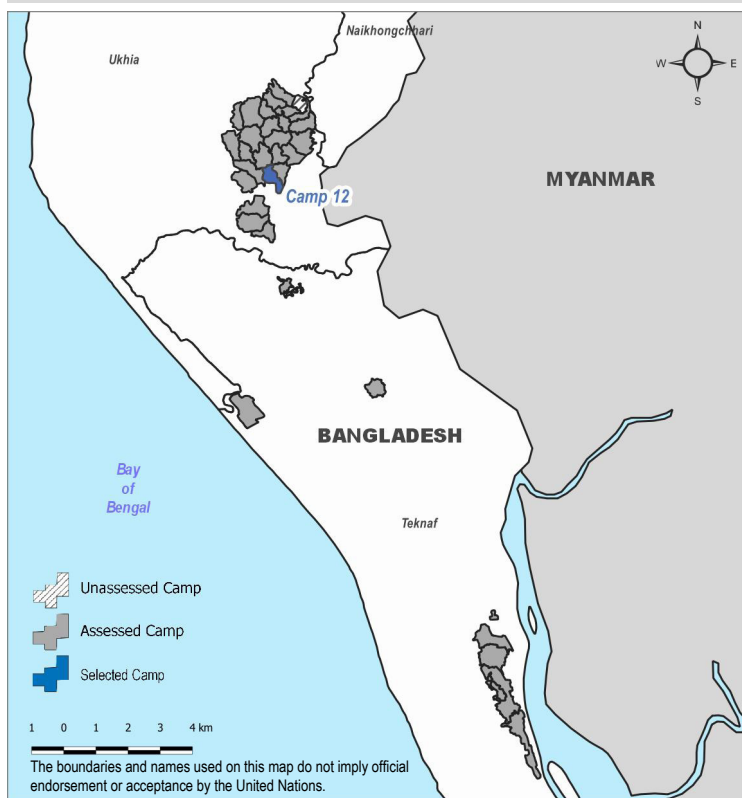 Naikhongchhari
Ukhia
N
W
E
S
MYANMAR
Camp 12
BANGLADESH
Bay
of
Bengal
Teknaf
Unassessed Camp
Assessed Camp
Selected Camp
1 0 1 2 3 4 km
The boundaries and names used on this map do not imply official
endorsement or acceptance by the United Nations.